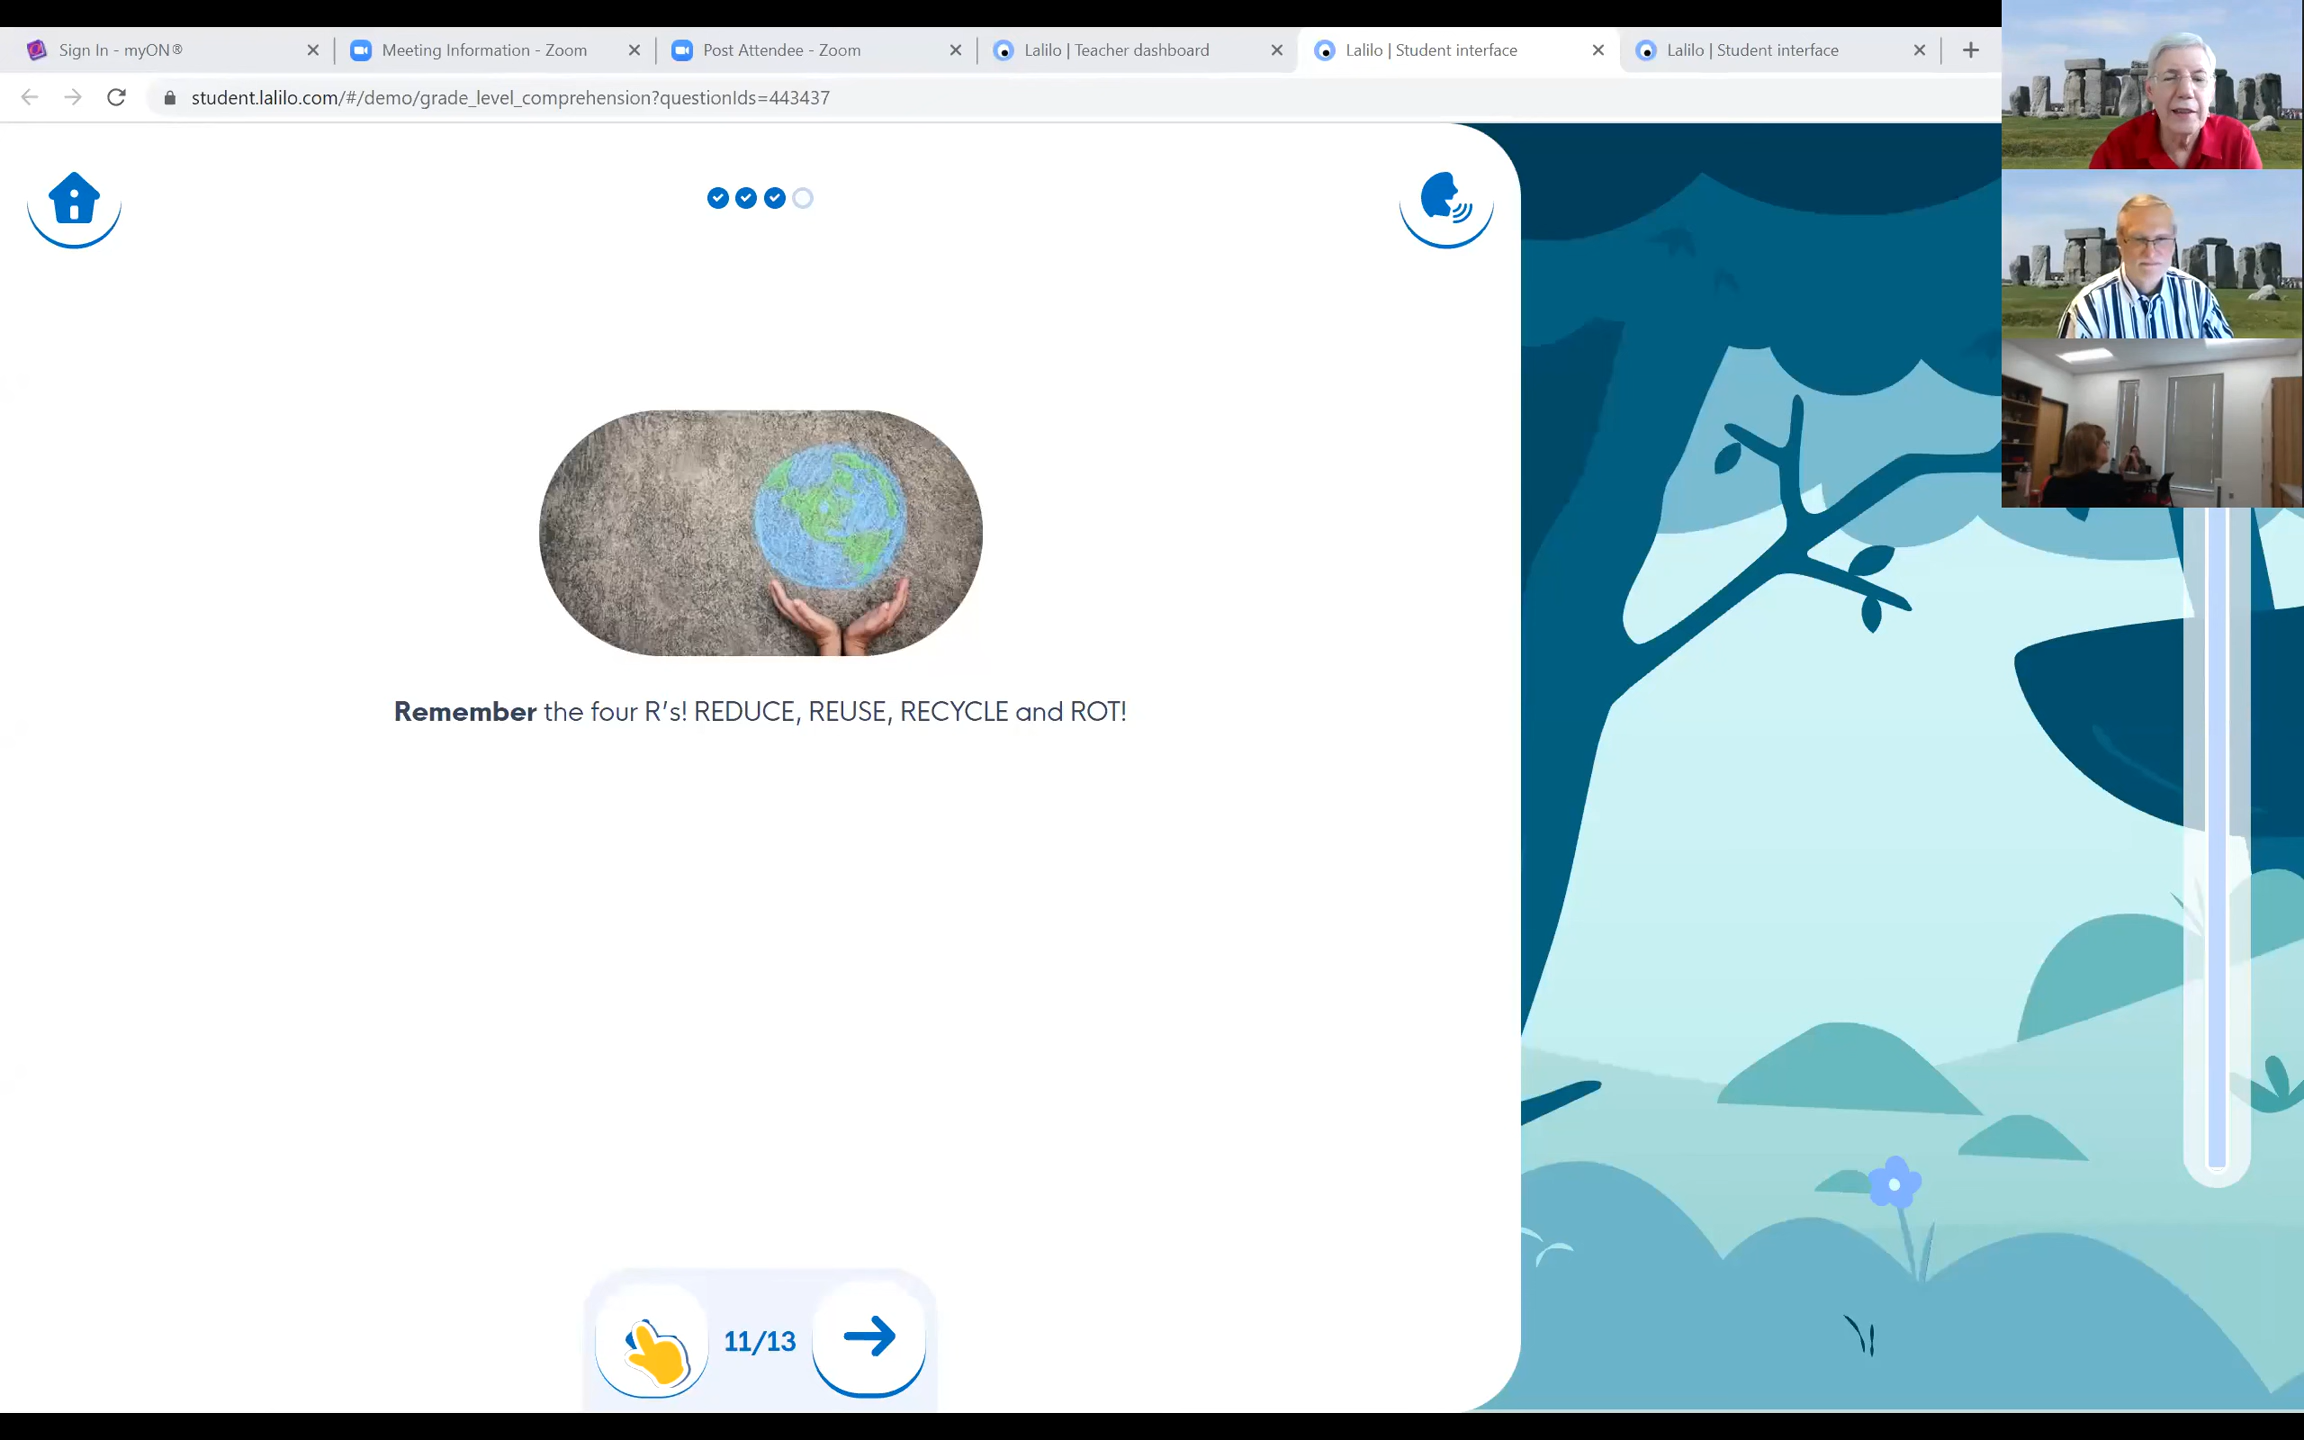 Sign In - myON®
Meeting Information - Zoom
Post Attendee - Zoom
Lalilo | Teacher dashboard
Lalilo | Student interface
Lalilo | Student interface
student.lalilo.com/#/demo/grade_level_comprehension?questionIds=443437
Remember the four R's! REDUCE, REUSE, RECYCLE and ROT!
11/13